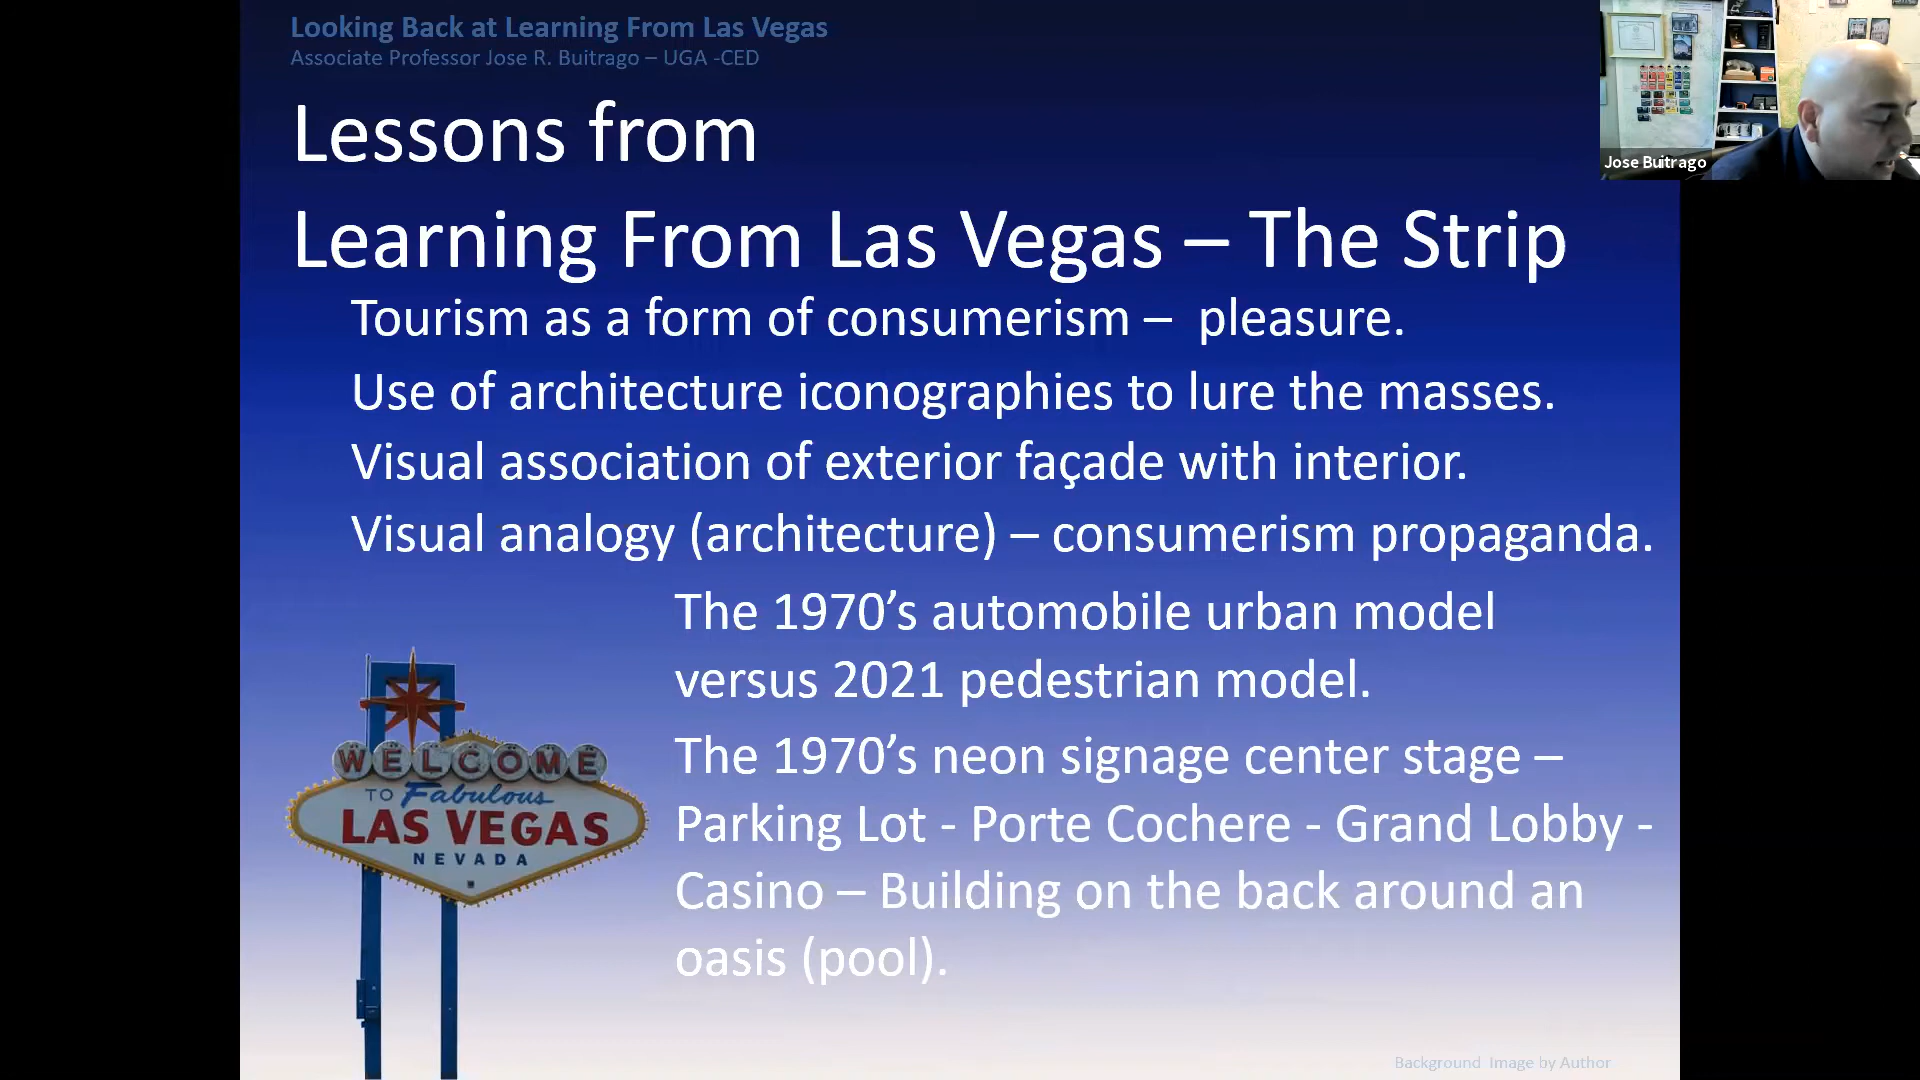 Looking Back at Learning From Las Vegas
Associate Professor Jose R. Buitrago – UGA -CED
Lessons from
Learning From Las Vegas – The Strip
Tourism as a form of consumerism –  pleasure.
Use of architecture iconographies to lure the masses.
Visual association of exterior façade with interior.
Visual analogy (architecture) – consumerism propaganda.
The 1970’s automobile urban model
versus 2021 pedestrian model.
The 1970’s neon signage center stage –
Parking Lot - Porte Cochere - Grand Lobby -
Casino – Building on the back around an
oasis (pool).
WELCOME
TO Fabulous
LAS VEGAS
NEVADA
Background  Image by Author
Jose Buitrago